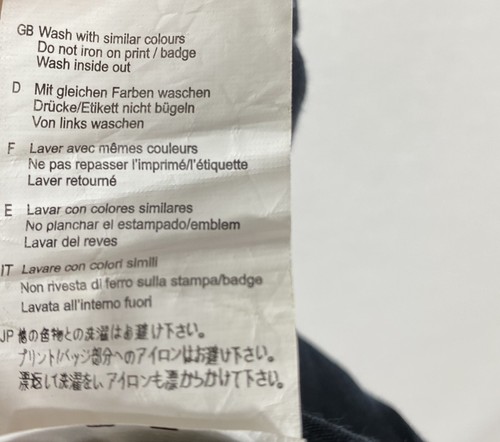 GB Wash with similar colours
Do not iron on print / badge
Wash inside out
D Mit gleichen Farben waschen
Drücke/Etikett nicht bügeln
Von links waschen
F Laver avec mêmes couleurs
Ne pas repasser l'imprimé/l'étiquette
Laver retourné
E Lavar con colores similares
No planchar el estampado/emblem
Lavar del reves
IT Lavare con colori simili
Non rivesta di ferro sulla stampa/badge
Lavata all'interno fuori
JP 他の色物との洗濯はお避け下さい。
プリント/バッジ部分へのアイロンはお避け下さい。
裏返して洗濯をし、アイロンも裏からかけて下さい。